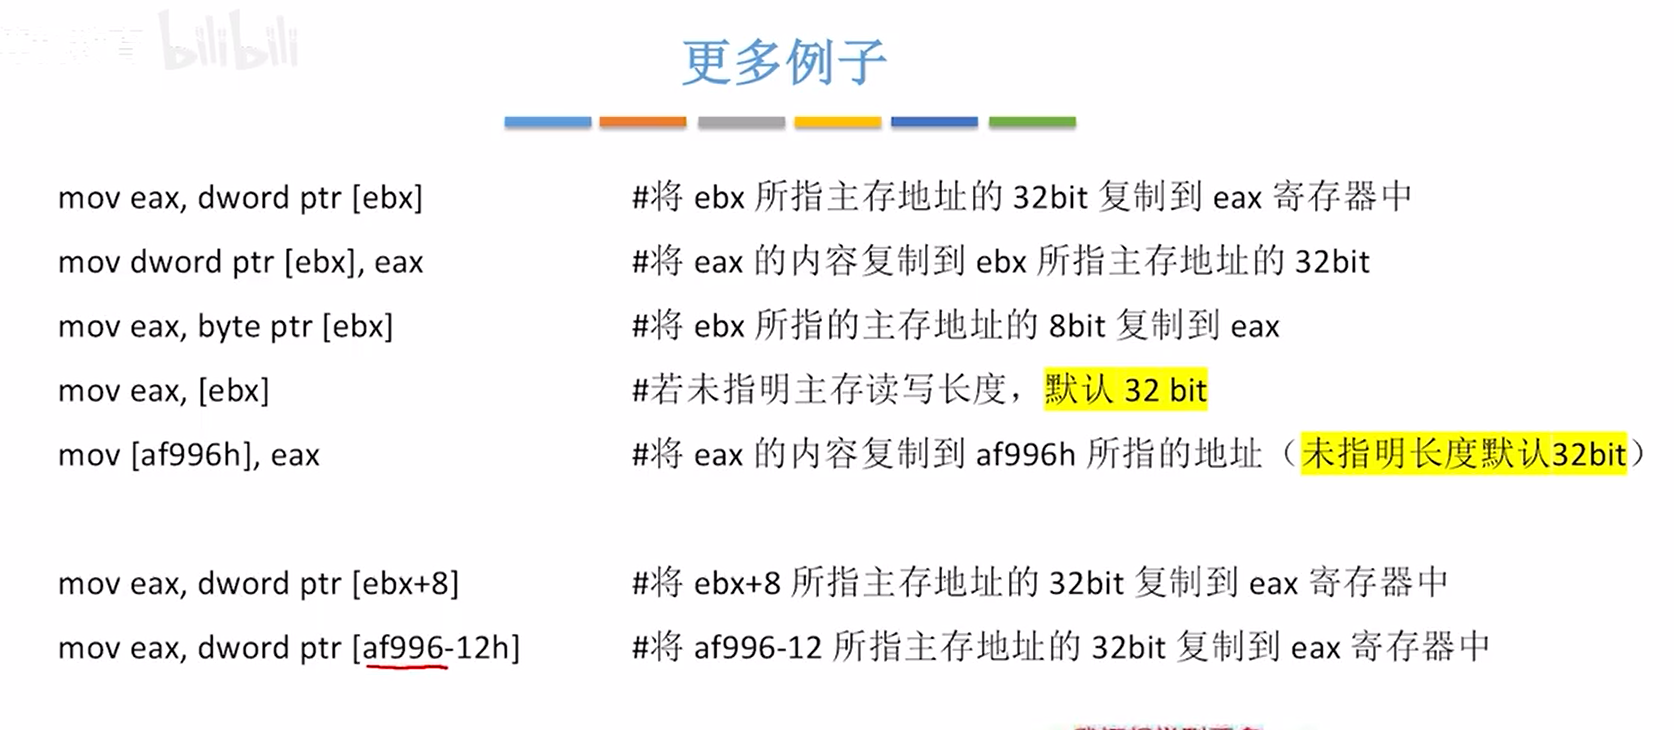 bilibili
更多例子
mov eax, dword ptr [ebx] #将 ebx 所指主存地址的 32bit 复制到 eax 寄存器中
mov dword ptr [ebx], eax #将 eax 的内容复制到 ebx 所指主存地址的 32bit
mov eax, byte ptr [ebx] #将 ebx 所指的主存地址的 8bit 复制到 eax
mov eax, [ebx] #若未指明主存读写长度，默认 32 bit
mov [af996h], eax #将 eax 的内容复制到 af996h 所指的地址（未指明长度默认32bit）
mov eax, dword ptr [ebx+8] #将 ebx+8 所指主存地址的 32bit 复制到 eax 寄存器中
mov eax, dword ptr [af996-12h] #将 af996-12 所指主存地址的 32bit 复制到 eax 寄存器中